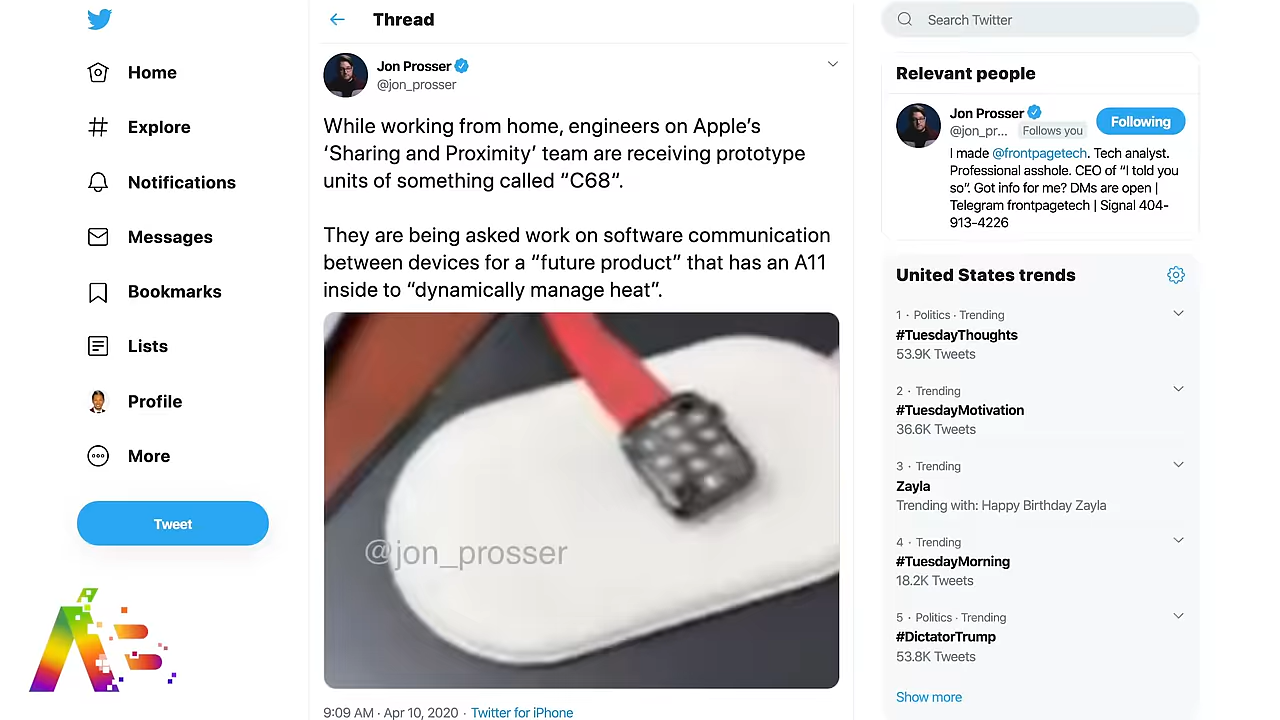 Home
Explore
Notifications
Messages
Bookmarks
Lists
Profile
More
Tweet
AE
Thread
Jon Prosser
@jon_prosser
While working from home, engineers on Apple’s
‘Sharing and Proximity’ team are receiving prototype
units of something called “C68”.
They are being asked work on software communication
between devices for a “future product” that has an A11
inside to “dynamically manage heat”.
@jon_prosser
9:09 AM · Apr 10, 2020 · Twitter for iPhone
Search Twitter
Relevant people
Jon Prosser
@jon_pr... Follows you
Following
I made @frontpagetech. Tech analyst.
Professional asshole. CEO of “I told you
so”. Got info for me? DMs are open |
Telegram frontpagetech | Signal 404-
913-4226
United States trends
1 · Politics · Trending
#TuesdayThoughts
53.9K Tweets
2 · Trending
#TuesdayMotivation
36.6K Tweets
3 · Trending
Zayla
Trending with: Happy Birthday Zayla
4 · Trending
#TuesdayMorning
18.2K Tweets
5 · Politics · Trending
#DictatorTrump
53.8K Tweets
Show more